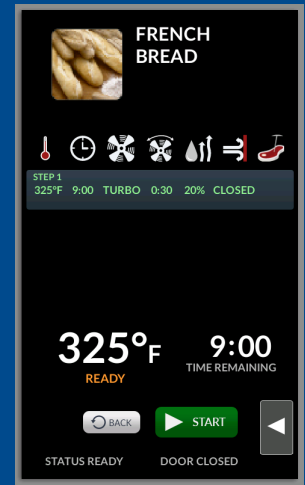 FRENCH
BREAD
STEP 1
325°F 9:00 TURBO 0:30 20% CLOSED
325°F
READY
9:00
TIME REMAINING
BACK
START
STATUS READY DOOR CLOSED